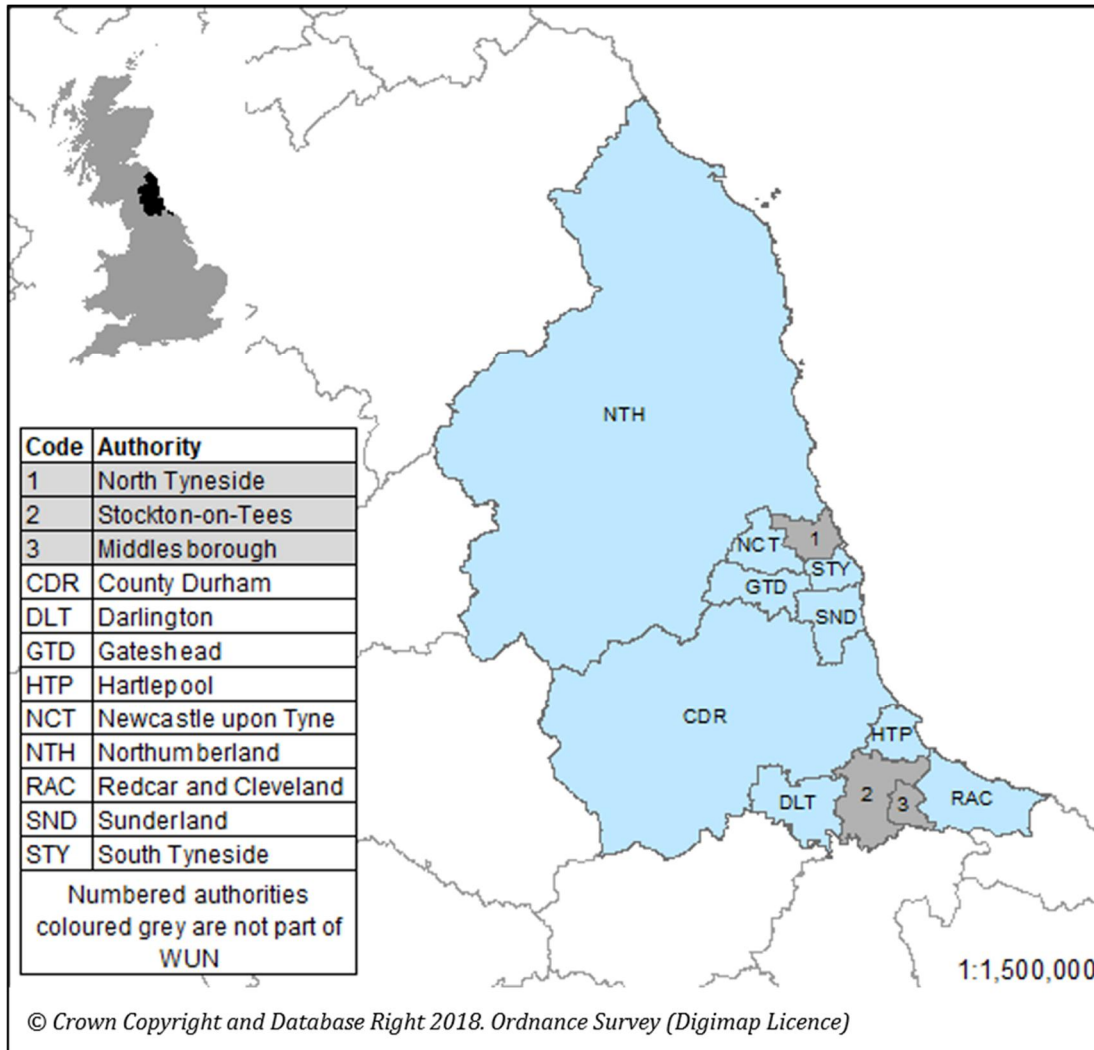 NTH
1
NCT
STY
GTD
SND
CDR
HTP
DLT
2
3
RAC
Code Authority
1 North Tyneside
2 Stockton-on-Tees
3 Middlesborough
CDR County Durham
DLT Darlington
GTD Gateshead
HTP Hartlepool
NCT Newcastle upon Tyne
NTH Northumberland
RAC Redcar and Cleveland
SND Sunderland
STY South Tyneside
Numbered authorities
coloured grey are not part of
WUN
1:1,500,000
© Crown Copyright and Database Right 2018. Ordnance Survey (Digimap Licence)